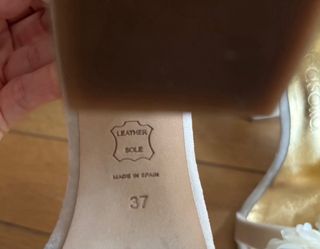 LEATHER
SOLE
MADE IN SPAIN
37